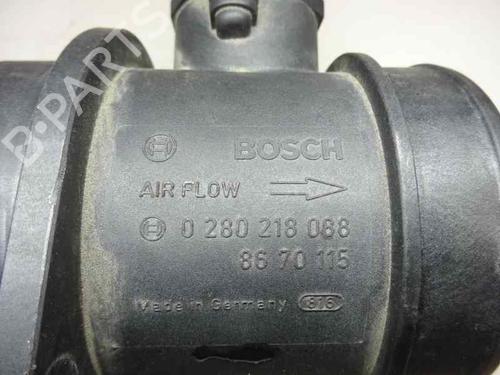 BOSCH
AIR FLOW
0 280 218 088
86 70 115
Made in Germany 816
B-PARTS